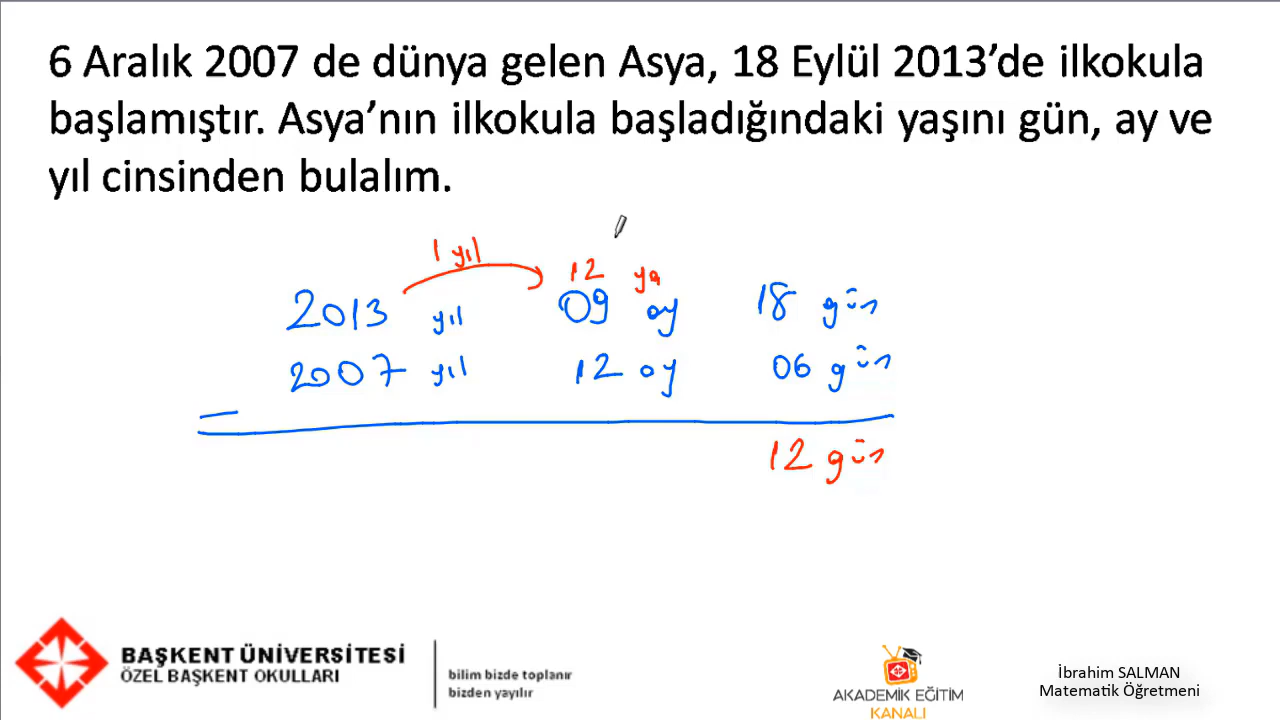 6 Aralık 2007 de dünya gelen Asya, 18 Eylül 2013’de ilkokula
başlamıştır. Asya’nın ilkokula başladığındaki yaşını gün, ay ve
yıl cinsinden bulalım.
1 yıl
12 ya
2013 yıl 09 ay 18 gün
2007 yıl 12 ay 06 gün
12 gün
BAŞKENT ÜNİVERSİTESİ
ÖZEL BAŞKENT OKULLARI
bilim bizde toplanır
bizden yayılır
AKADEMİK EĞİTİM
KANALI
İbrahim SALMAN
Matematik Öğretmeni